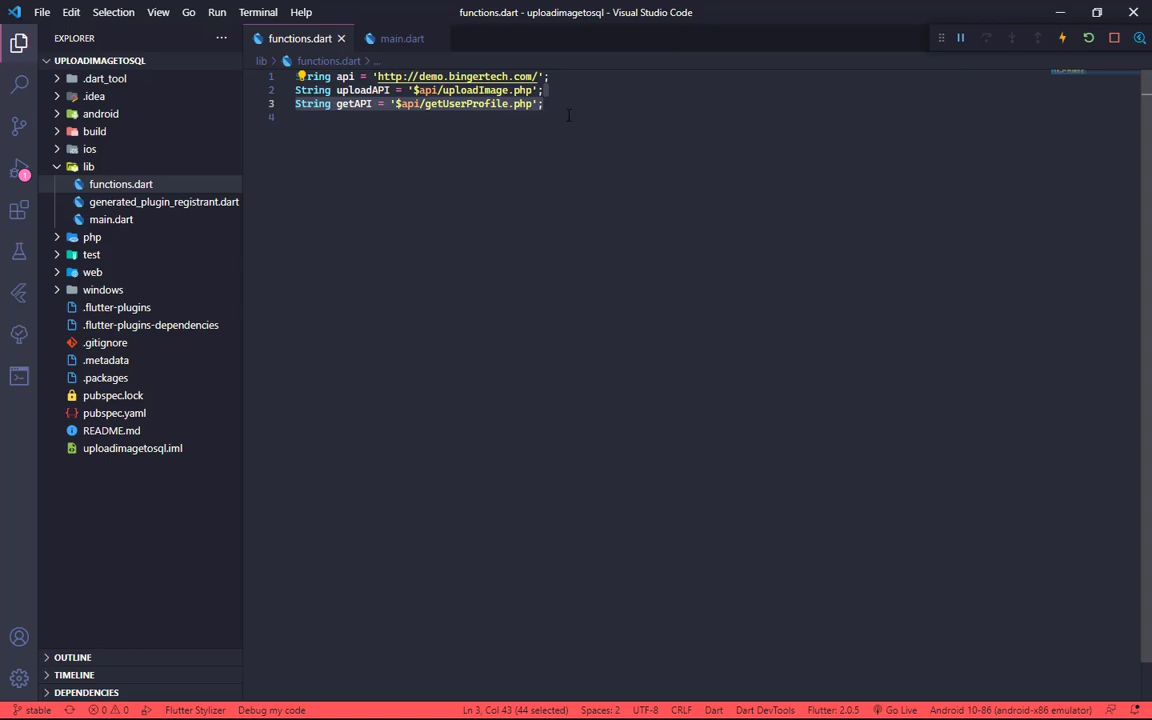 File Edit Selection View Go Run Terminal Help
functions.dart - uploadimagetosql - Visual Studio Code
EXPLORER
functions.dart
main.dart
UPLOADIMAGETOSQL
lib > functions.dart > ...
.dart_tool
.idea
android
build
ios
lib
functions.dart
generated_plugin_registrant.dart
main.dart
php
test
web
windows
.flutter-plugins
.flutter-plugins-dependencies
.gitignore
.metadata
.packages
pubspec.lock
pubspec.yaml
README.md
uploadimagetosql.iml
OUTLINE
TIMELINE
DEPENDENCIES
1 ring api = 'http://demo.bingertech.com/';
2 String uploadAPI = '$api/uploadImage.php';
3 String getAPI = '$api/getUserProfile.php';
4
1
stable 0 0 Flutter Stylizer Debug my code Ln 3, Col 43 (44 selected) Spaces: 2 UTF-8 CRLF Dart Dart DevTools Flutter: 2.0.5 Go Live Android 10-86 (android-x86 emulator)